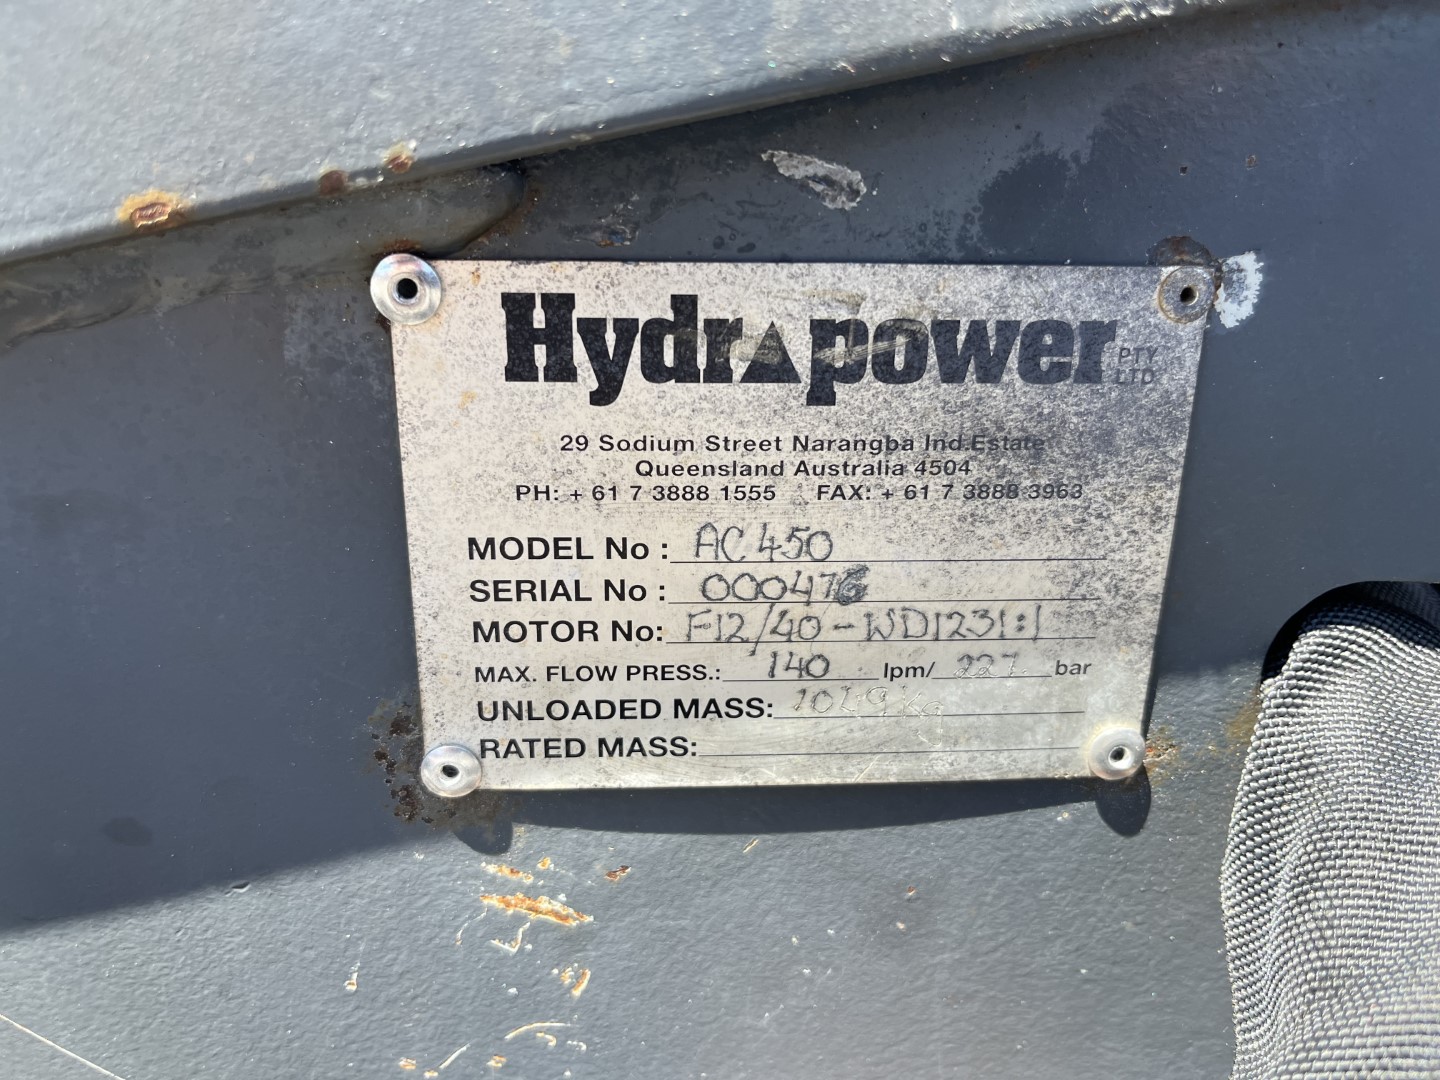 Hydrapower PTY LTD
29 Sodium Street Narangba Ind.Estate
Queensland Australia 4504
PH: + 61 7 3888 1555 FAX: + 61 7 3888 3963
MODEL No : AC450
SERIAL No : 000476
MOTOR No: F12/40-WD1231:1
MAX. FLOW PRESS.: 140 lpm/ 227 bar
UNLOADED MASS: 1049kg
RATED MASS: